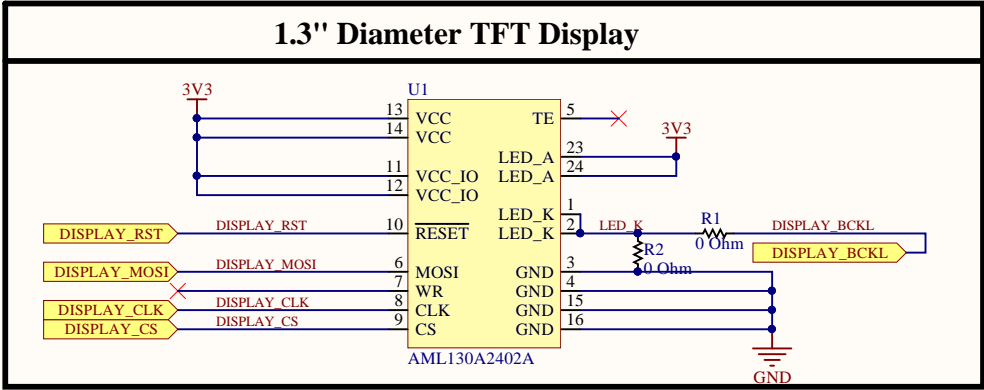 1.3" Diameter TFT Display
U1
3V3
13 VCC
14 VCC
11 VCC_IO
12 VCC_IO
DISPLAY_RST DISPLAY_RST 10 RESET
DISPLAY_MOSI DISPLAY_MOSI 6 MOSI
7 WR
DISPLAY_CLK DISPLAY_CLK 8 CLK
DISPLAY_CS DISPLAY_CS 9 CS
TE 5
3V3
LED_A 23
LED_A 24
LED_K 1
LED_K 2 LED_K
R1
0 Ohm
DISPLAY_BCKL
DISPLAY_BCKL
R2
0 Ohm
GND 3
GND 4
GND 15
GND 16
AML130A2402A
GND